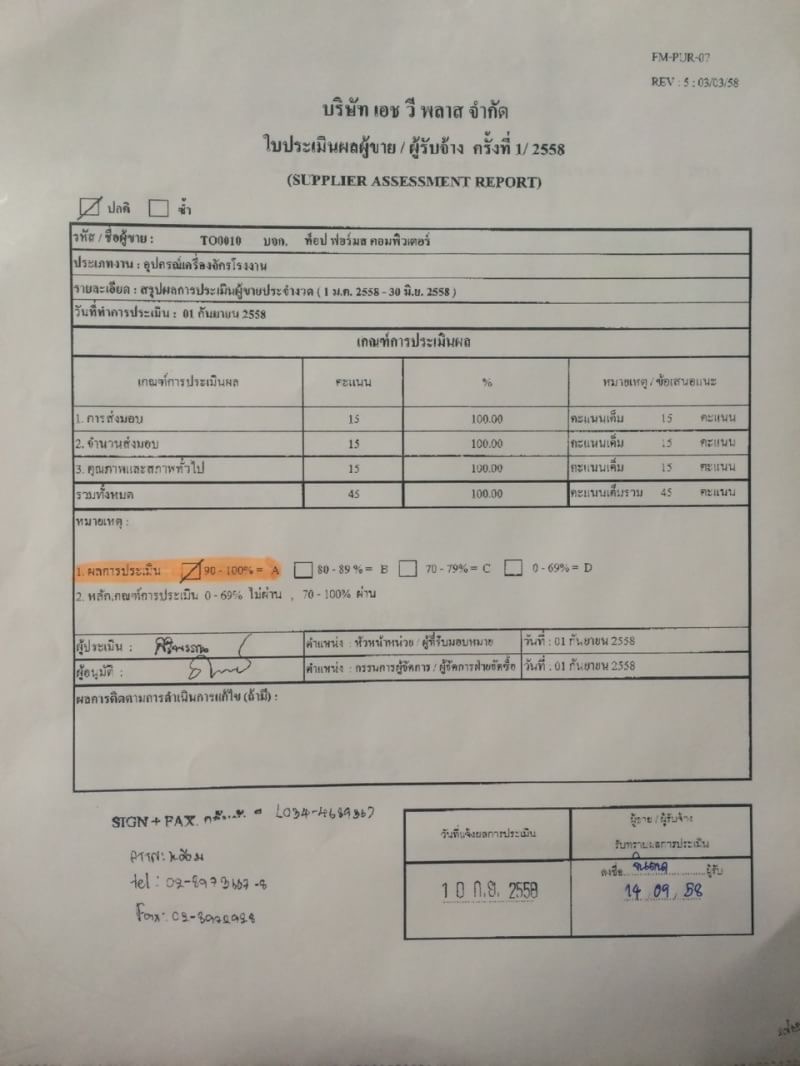 FM-PUR-07
REV : 5 : 03/03/58
บริษัท เอช วี พลาส จำกัด
ใบประเมินผลผู้ขาย / ผู้รับจ้าง ครั้งที่ 1/ 2558
(SUPPLIER ASSESSMENT REPORT)
ปกติ ซ้ำ
รหัส / ชื่อผู้ขาย : TO0010 บจก. ท็อป ฟอร์มส คอมพิวเตอร์
ประเภทงาน : อุปกรณ์เครื่องจักรโรงงาน
รายละเอียด : สรุปผลการประเมินผู้ขายประจำงวด ( 1 ม.ค. 2558 - 30 มิ.ย. 2558 )
วันที่ทำการประเมิน : 01 กันยายน 2558
เกณฑ์การประเมินผล
เกณฑ์การประเมินผล คะแนน % หมายเหตุ / ข้อเสนอแนะ
1. การส่งมอบ 15 100.00 คะแนนเต็ม 15 คะแนน
2. จำนวนส่งมอบ 15 100.00 คะแนนเต็ม 15 คะแนน
3. คุณภาพและสภาพทั่วไป 15 100.00 คะแนนเต็ม 15 คะแนน
รวมทั้งหมด 45 100.00 คะแนนเต็มรวม 45 คะแนน
หมายเหตุ :
1. ผลการประเมิน 90 - 100% = A 80 - 89 % = B 70 - 79% = C 0 - 69% = D
2. หลักเกณฑ์การประเมิน 0 - 69% ไม่ผ่าน , 70 - 100% ผ่าน
ผู้ประเมิน : ตำแหน่ง : หัวหน้าหน่วย / ผู้ที่รับมอบหมาย วันที่ : 01 กันยายน 2558
ผู้อนุมัติ : ตำแหน่ง : กรรมการผู้จัดการ / ผู้จัดการฝ่ายจัดซื้อ วันที่ : 01 กันยายน 2558
ผลการติดตามการดำเนินการแก้ไข (ถ้ามี) :
SIGN + FAX.
วันที่แจ้งผลการประเมิน
ผู้ขาย / ผู้รับจ้าง
รับทราบผลการประเมิน
ลงชื่อ ผู้รับ
10 ก.ย. 2558
14 09 58
tel : 02-8973667-8
Fax: